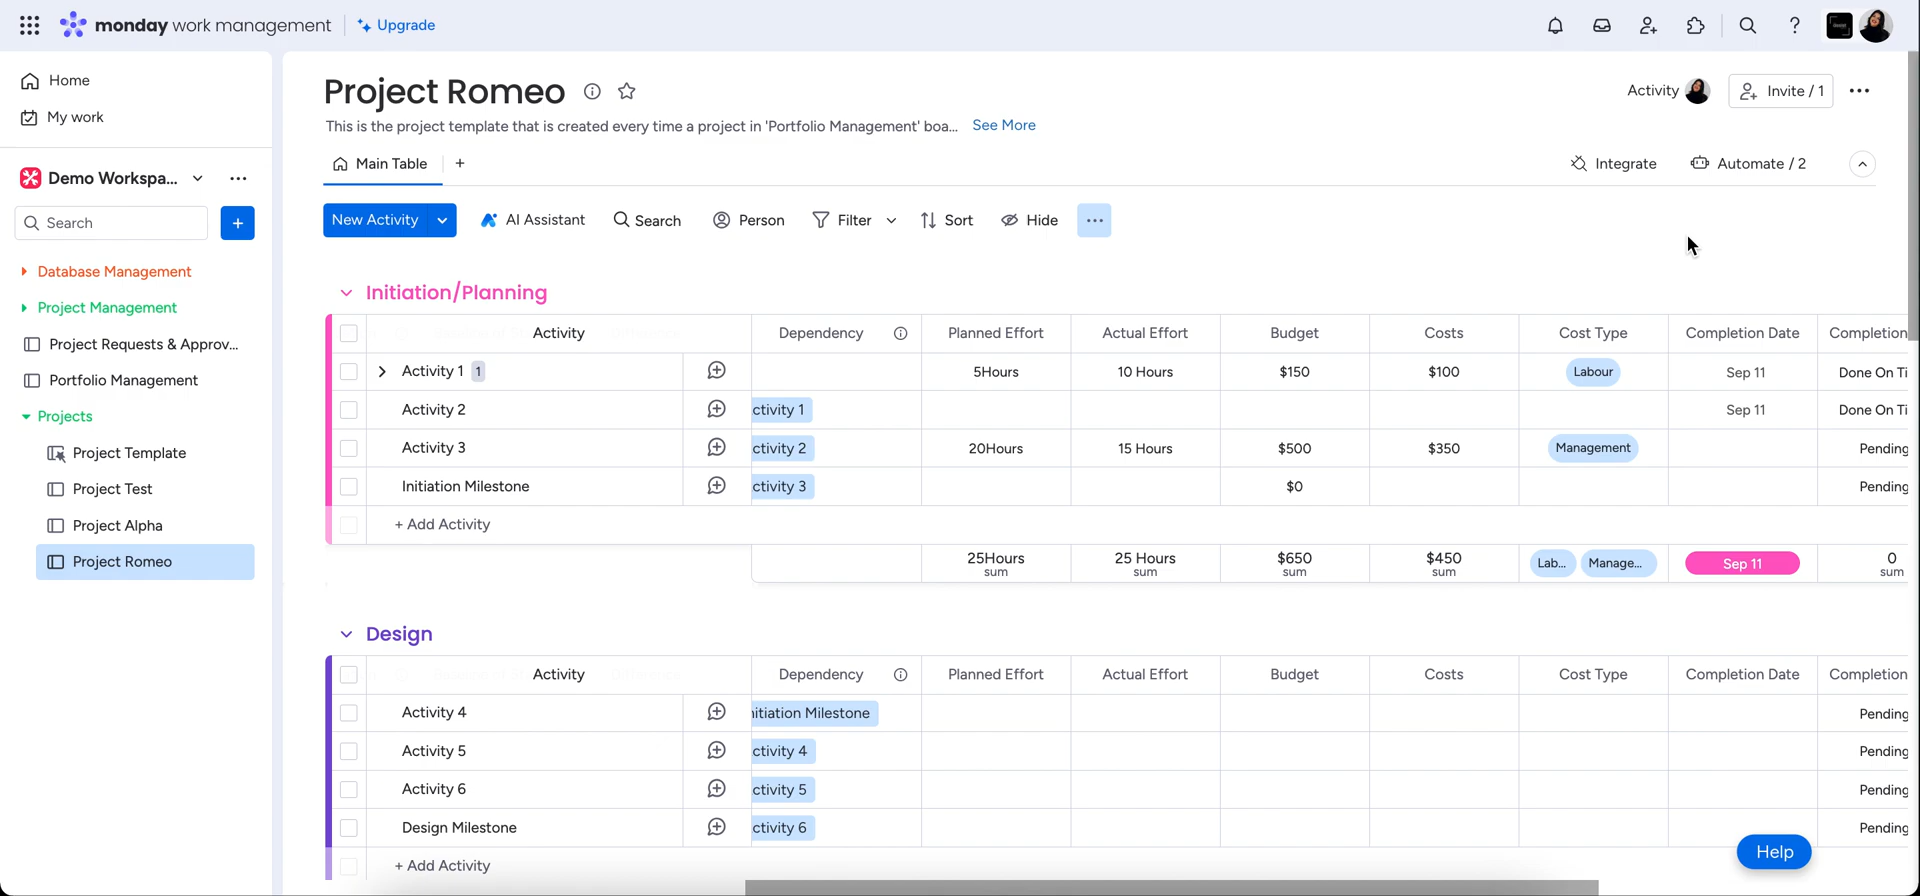 monday work management
Upgrade
Home
My work
Demo Workspa...
Search
Database Management
Project Management
Project Requests & Approv...
Portfolio Management
Projects
Project Template
Project Test
Project Alpha
Project Romeo
Project Romeo
Activity
Invite / 1
This is the project template that is created every time a project in 'Portfolio Management' boa... See More
Main Table
Integrate
Automate / 2
New Activity
AI Assistant
Search
Person
Filter
Sort
Hide
Initiation/Planning
Activity Dependency Planned Effort Actual Effort Budget Costs Cost Type Completion Date Completion
Activity 1 1 5Hours 10 Hours $150 $100 Labour Sep 11 Done On Ti
Activity 2 ctivity 1 Sep 11 Done On Ti
Activity 3 ctivity 2 20Hours 15 Hours $500 $350 Management Pending
Initiation Milestone ctivity 3 $0 Pending
+ Add Activity
25Hours 25 Hours $650 $450 Lab... Manage... Sep 11 0
sum sum sum sum sum
Design
Activity Dependency Planned Effort Actual Effort Budget Costs Cost Type Completion Date Completion
Activity 4 nitiation Milestone Pending
Activity 5 ctivity 4 Pending
Activity 6 ctivity 5 Pending
Design Milestone ctivity 6 Pending
+ Add Activity
Help